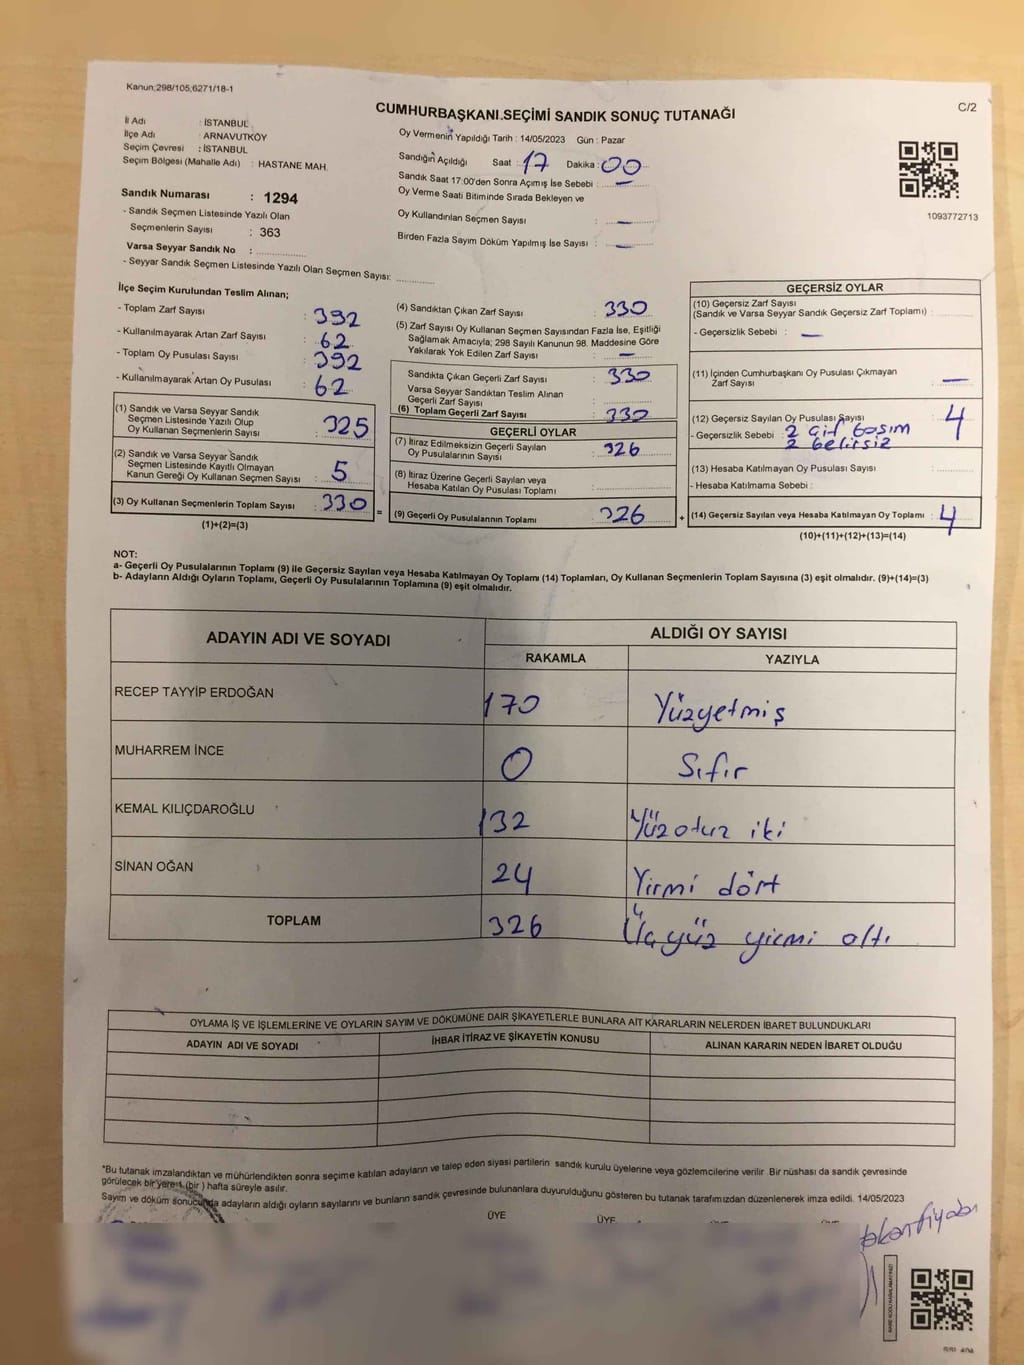 Kanun;298/105;6271/18-1
C/2
CUMHURBAŞKANI SEÇİMİ SANDIK SONUÇ TUTANAĞI
İl Adı : İSTANBUL
İlçe Adı : ARNAVUTKÖY
Seçim Çevresi : İSTANBUL
Seçim Bölgesi (Mahalle Adı) : HASTANE MAH.
Sandık Numarası : 1294
- Sandık Seçmen Listesinde Yazılı Olan
Seçmenlerin Sayısı : 363
Varsa Seyyar Sandık No :
- Seyyar Sandık Seçmen Listesinde Yazılı Olan Seçmen Sayısı:
Oy Vermenin Yapıldığı Tarih : 14/05/2023 Gün : Pazar
Sandığın Açıldığı Saat : 17 Dakika : 00
Sandık Saat 17:00'den Sonra Açımış İse Sebebi : —
Oy Verme Saati Bitiminde Sırada Bekleyen ve
Oy Kullandırılan Seçmen Sayısı : —
Birden Fazla Sayım Döküm Yapılmış İse Sayısı : —
1093772713
İlçe Seçim Kurulundan Teslim Alınan;
- Toplam Zarf Sayısı : 392
- Kullanılmayarak Artan Zarf Sayısı : 62
- Toplam Oy Pusulası Sayısı : 392
- Kullanılmayarak Artan Oy Pusulası : 62
(1) Sandık ve Varsa Seyyar Sandık
Seçmen Listesinde Yazılı Olup
Oy Kullanan Seçmenlerin Sayısı : 325
(2) Sandık ve Varsa Seyyar Sandık
Seçmen Listesinde Kayıtlı Olmayan
Kanun Gereği Oy Kullanan Seçmen Sayısı : 5
(3) Oy Kullanan Seçmenlerin Toplam Sayısı : 330
(1)+(2)=(3)
=
(4) Sandıktan Çıkan Zarf Sayısı : 330
(5) Zarf Sayısı Oy Kullanan Seçmen Sayısından Fazla İse, Eşitliği
Sağlamak Amacıyla; 298 Sayılı Kanunun 98. Maddesine Göre
Yakılarak Yok Edilen Zarf Sayısı : —
Sandıkta Çıkan Geçerli Zarf Sayısı : 330
Varsa Seyyar Sandıktan Teslim Alınan
Geçerli Zarf Sayısı :
(6) Toplam Geçerli Zarf Sayısı : 330
GEÇERLİ OYLAR
(7) İtiraz Edilmeksizin Geçerli Sayılan
Oy Pusulalarının Sayısı : 326
(8) İtiraz Üzerine Geçerli Sayılan veya
Hesaba Katılan Oy Pusulası Toplamı :
(9) Geçerli Oy Pusulalarının Toplamı : 326
+
GEÇERSİZ OYLAR
(10) Geçersiz Zarf Sayısı
(Sandık ve Varsa Seyyar Sandık Geçersiz Zarf Toplamı) :
- Geçersizlik Sebebi : —
(11) İçinden Cumhurbaşkanı Oy Pusulası Çıkmayan
Zarf Sayısı : —
(12) Geçersiz Sayılan Oy Pusulası Sayısı : 4
- Geçersizlik Sebebi : 2 çift basım
2 belirsiz
(13) Hesaba Katılmayan Oy Pusulası Sayısı :
- Hesaba Katılmama Sebebi :
(14) Geçersiz Sayılan veya Hesaba Katılmayan Oy Toplamı : 4
(10)+(11)+(12)+(13)=(14)
NOT:
a- Geçerli Oy Pusulalarının Toplamı (9) ile Geçersiz Sayılan veya Hesaba Katılmayan Oy Toplamı (14) Toplamları, Oy Kullanan Seçmenlerin Toplam Sayısına (3) eşit olmalıdır. (9)+(14)=(3)
b- Adayların Aldığı Oyların Toplamı, Geçerli Oy Pusulalarının Toplamına (9) eşit olmalıdır.
ADAYIN ADI VE SOYADI
ALDIĞI OY SAYISI
RAKAMLA YAZIYLA
RECEP TAYYİP ERDOĞAN 170 Yüzyetmiş
MUHARREM İNCE 0 Sıfır
KEMAL KILIÇDAROĞLU 132 Yüzotuz iki
SİNAN OĞAN 24 Yirmi dört
TOPLAM 326 Üçyüz yirmi altı
OYLAMA İŞ VE İŞLEMLERİNE VE OYLARIN SAYIM VE DÖKÜMÜNE DAİR ŞİKAYETLERLE BUNLARA AİT KARARLARIN NELERDEN İBARET BULUNDUKLARI
ADAYIN ADI VE SOYADI İHBAR İTİRAZ VE ŞİKAYETİN KONUSU ALINAN KARARIN NEDEN İBARET OLDUĞU
*Bu tutanak imzalandıktan ve mühürlendikten sonra seçime katılan adayların ve talep eden siyasi partilerin sandık kurulu üyelerine veya gözlemcilerine verilir. Bir nüshası da sandık çevresinde
görülecek bir yere 1 (bir ) hafta süreyle asılır.
Sayım ve döküm sonucunda adayların aldığı oyların sayılarını ve bunların sandık çevresinde bulunanlara duyurulduğunu gösteren bu tutanak tarafımızdan düzenlenerek imza edildi. 14/05/2023
ÜYE ÜYE